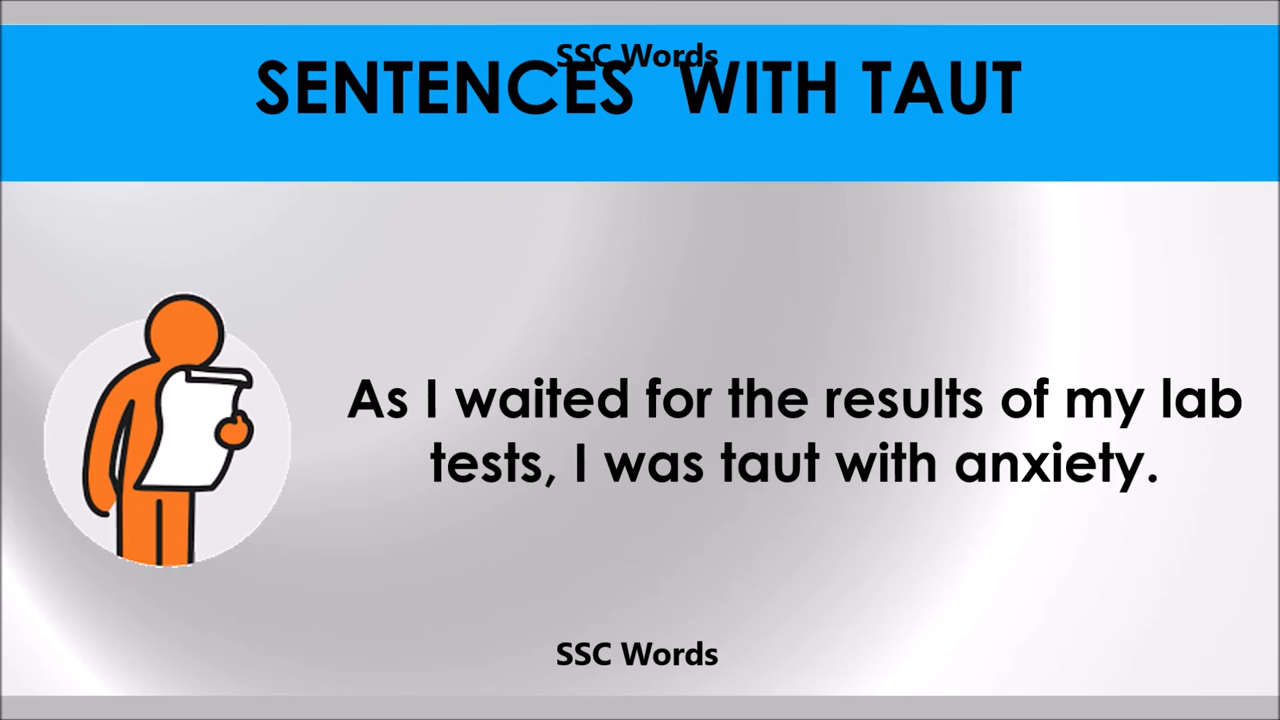 SSC Words
SENTENCES WITH TAUT
As I waited for the results of my lab
tests, I was taut with anxiety.
SSC Words